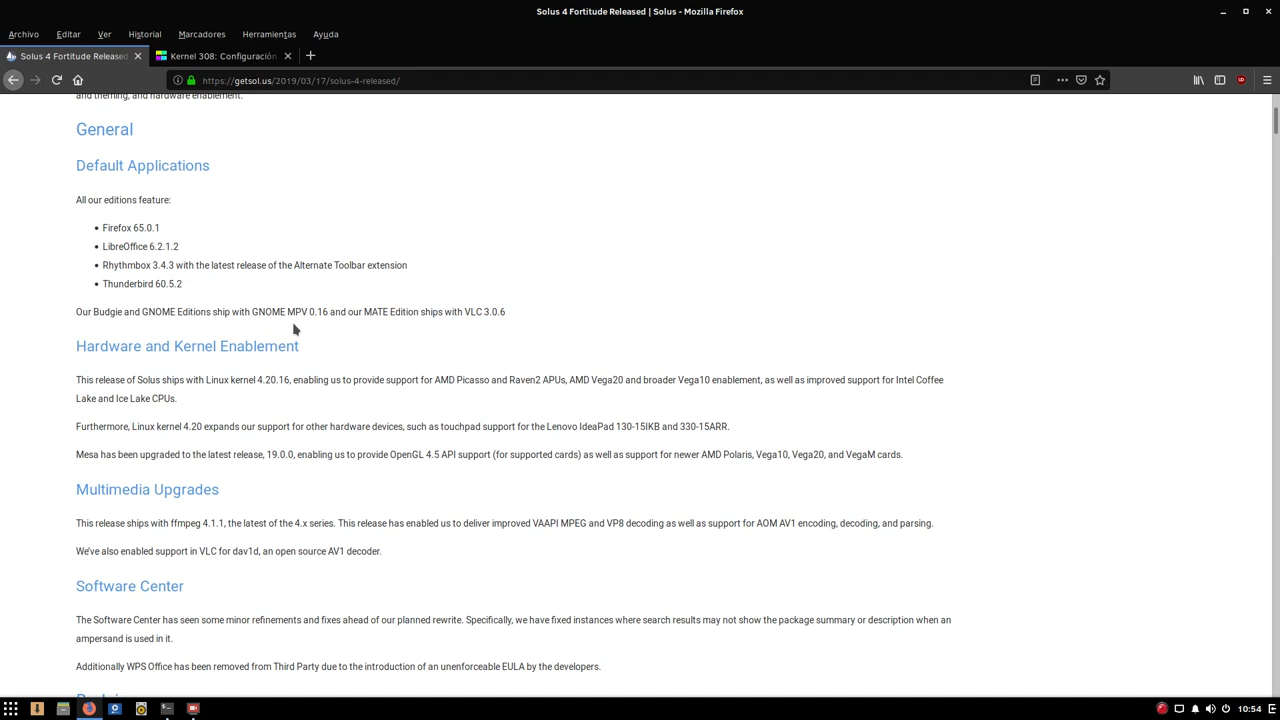 Solus 4 Fortitude Released | Solus - Mozilla Firefox
Archivo Editar Ver Historial Marcadores Herramientas Ayuda
Solus 4 Fortitude Released Kernel 308: Configuración
https://getsol.us/2019/03/17/solus-4-released/
and theming, and hardware enablement.
General
Default Applications
All our editions feature:
• Firefox 65.0.1
• LibreOffice 6.2.1.2
• Rhythmbox 3.4.3 with the latest release of the Alternate Toolbar extension
• Thunderbird 60.5.2
Our Budgie and GNOME Editions ship with GNOME MPV 0.16 and our MATE Edition ships with VLC 3.0.6
Hardware and Kernel Enablement
This release of Solus ships with Linux kernel 4.20.16, enabling us to provide support for AMD Picasso and Raven2 APUs, AMD Vega20 and broader Vega10 enablement, as well as improved support for Intel Coffee
Lake and Ice Lake CPUs.
Furthermore, Linux kernel 4.20 expands our support for other hardware devices, such as touchpad support for the Lenovo IdeaPad 130-15IKB and 330-15ARR.
Mesa has been upgraded to the latest release, 19.0.0, enabling us to provide OpenGL 4.5 API support (for supported cards) as well as support for newer AMD Polaris, Vega10, Vega20, and VegaM cards.
Multimedia Upgrades
This release ships with ffmpeg 4.1.1, the latest of the 4.x series. This release has enabled us to deliver improved VAAPI MPEG and VP8 decoding as well as support for AOM AV1 encoding, decoding, and parsing.
We've also enabled support in VLC for dav1d, an open source AV1 decoder.
Software Center
The Software Center has seen some minor refinements and fixes ahead of our planned rewrite. Specifically, we have fixed instances where search results may not show the package summary or description when an
ampersand is used in it.
Additionally WPS Office has been removed from Third Party due to the introduction of an unenforceable EULA by the developers.
10:54